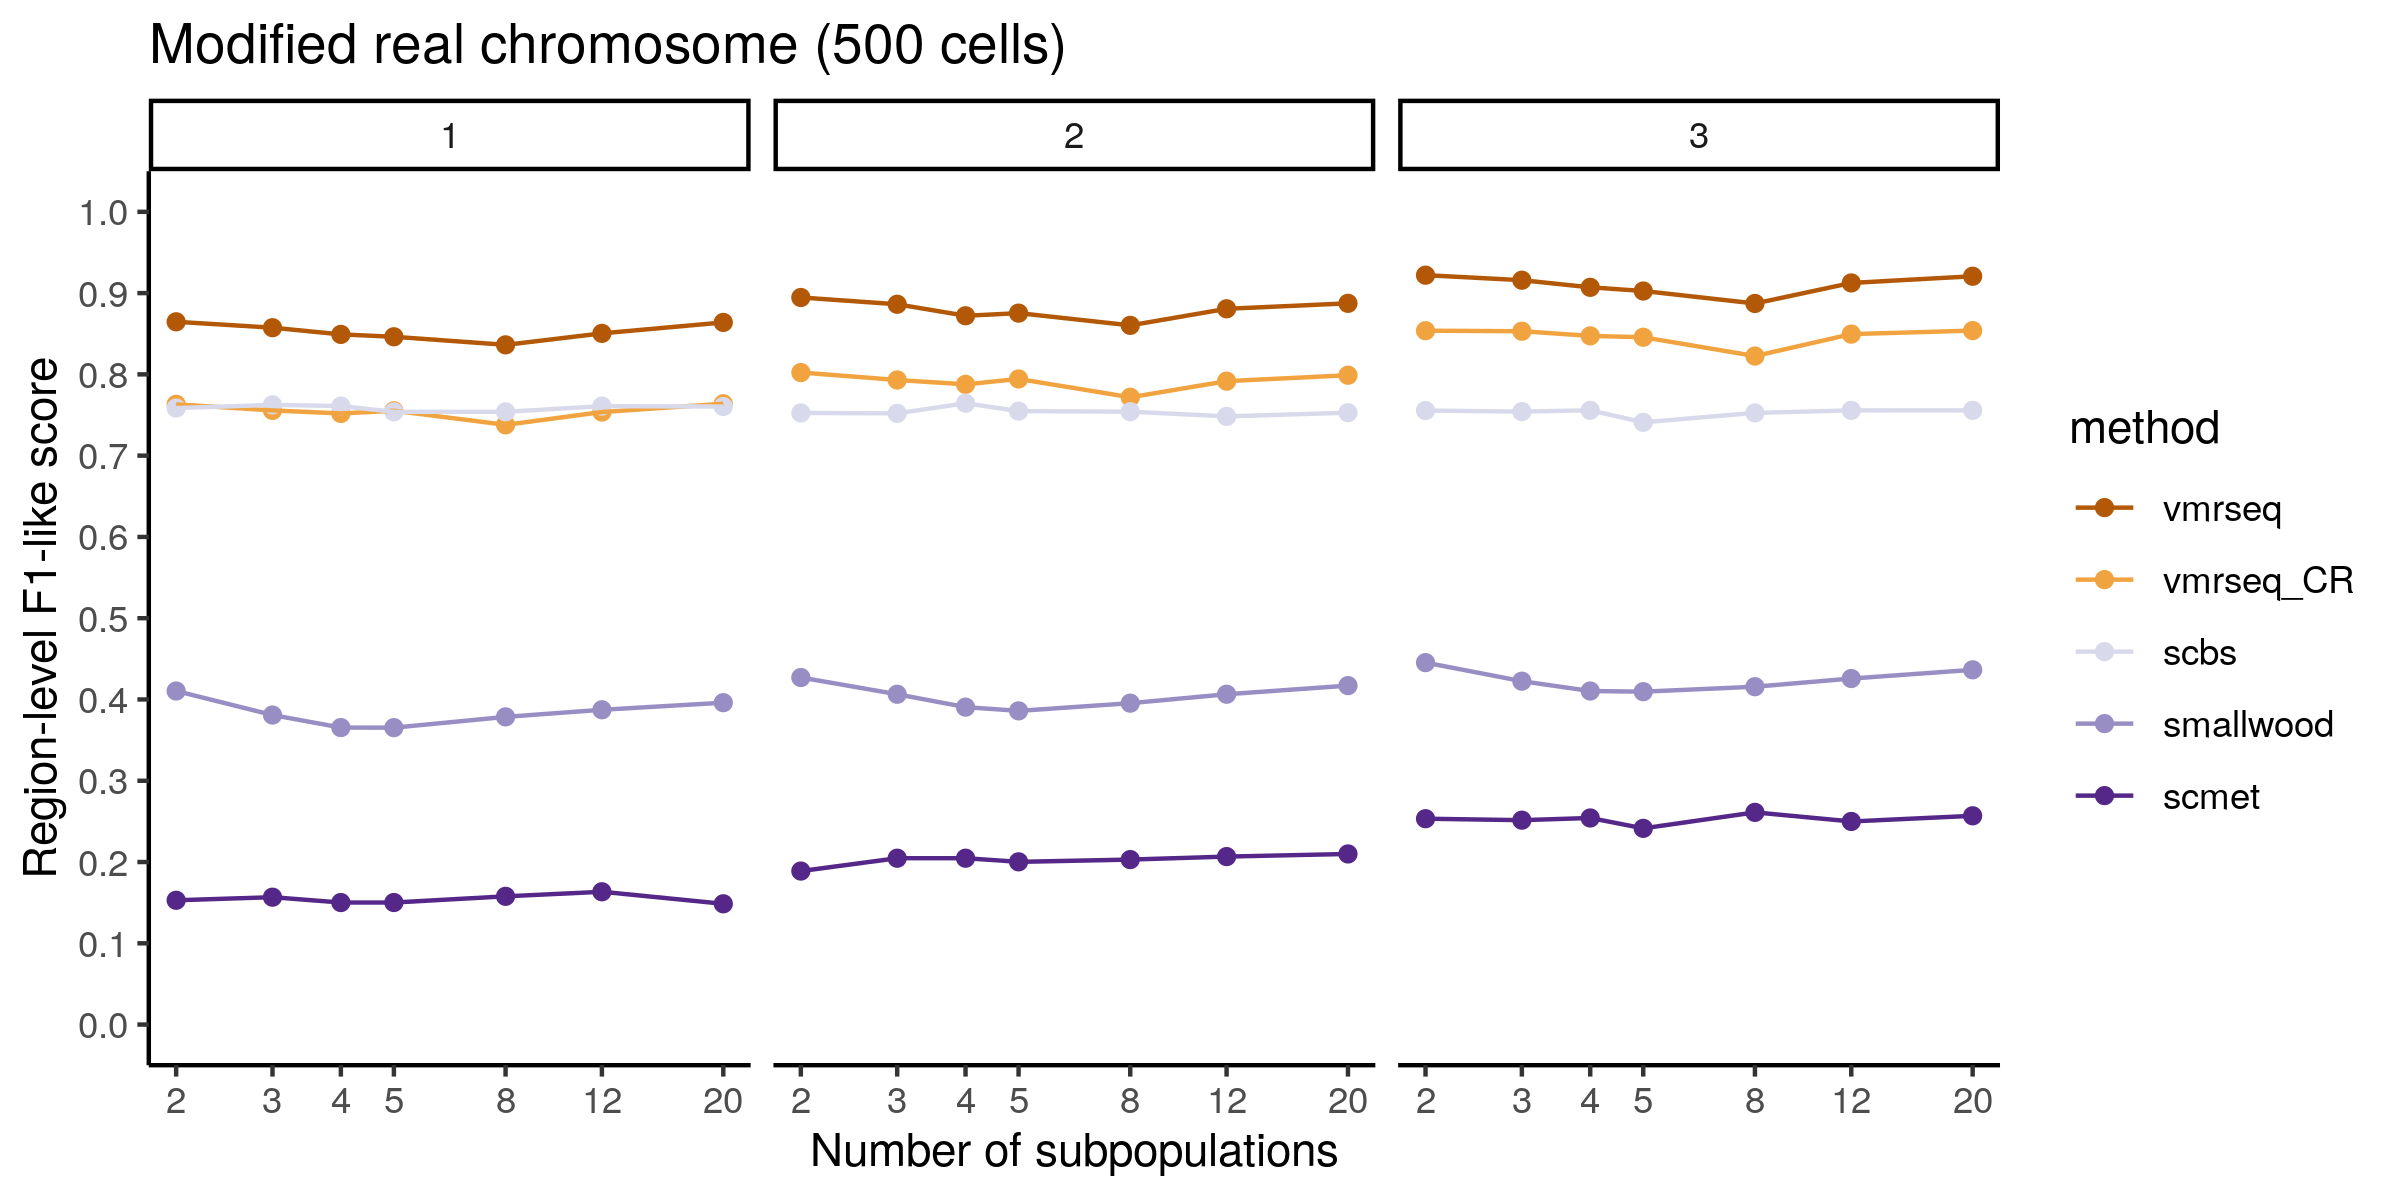 Modified real chromosome (500 cells)
1 2 3
Region-level F1-like score
1.0
0.9
0.8
0.7
0.6
0.5
0.4
0.3
0.2
0.1
0.0
2 3 4 5 8 12 20 2 3 4 5 8 12 20 2 3 4 5 8 12 20
Number of subpopulations
method
vmrseq
vmrseq_CR
scbs
smallwood
scmet